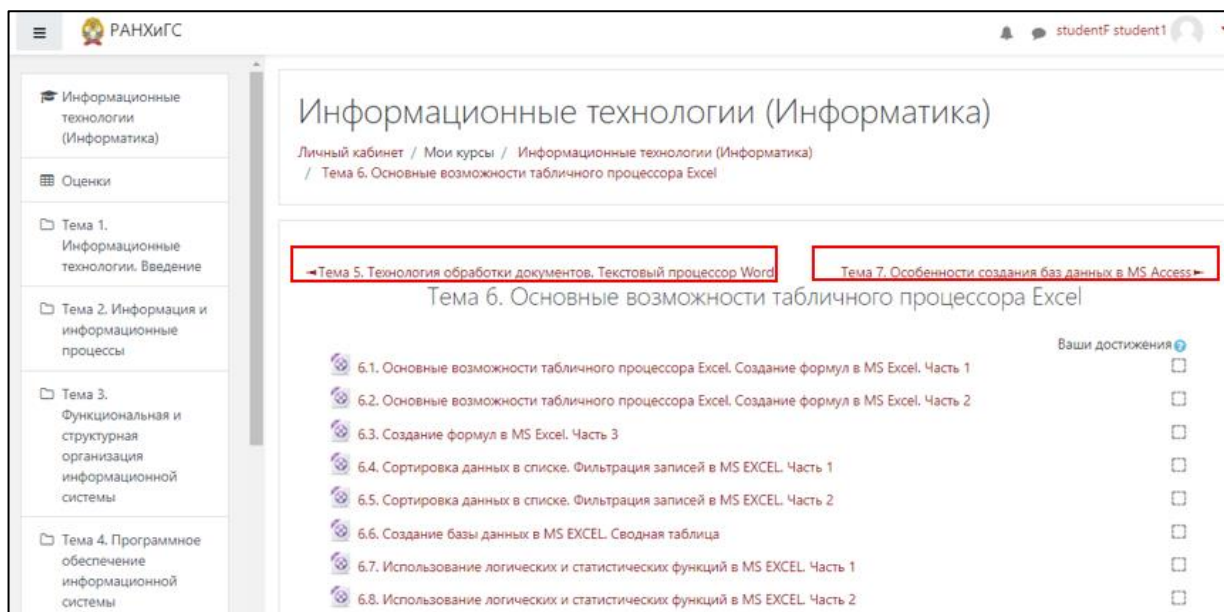 РАНХиГС
studentF student1
Информационные
технологии
(Информатика)
Оценки
Тема 1.
Информационные
технологии. Введение
Тема 2. Информация и
информационные
процессы
Тема 3.
Функциональная и
структурная
организация
информационной
системы
Тема 4. Программное
обеспечение
информационной
системы
Информационные технологии (Информатика)
Личный кабинет / Мои курсы / Информационные технологии (Информатика)
/ Тема 6. Основные возможности табличного процессора Excel
◄Тема 5. Технология обработки документов. Текстовый процессор Word
Тема 7. Особенности создания баз данных в MS Access►
Тема 6. Основные возможности табличного процессора Excel
Ваши достижения
6.1. Основные возможности табличного процессора Excel. Создание формул в MS Excel. Часть 1
6.2. Основные возможности табличного процессора Excel. Создание формул в MS Excel. Часть 2
6.3. Создание формул в MS Excel. Часть 3
6.4. Сортировка данных в списке. Фильтрация записей в MS EXCEL. Часть 1
6.5. Сортировка данных в списке. Фильтрация записей в MS EXCEL. Часть 2
6.6. Создание базы данных в MS EXCEL. Сводная таблица
6.7. Использование логических и статистических функций в MS EXCEL. Часть 1
6.8. Использование логических и статистических функций в MS EXCEL. Часть 2